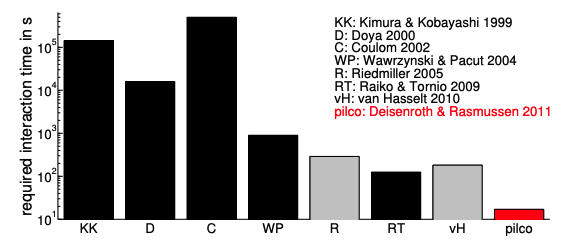 required interaction time in s
10^5
10^4
10^3
10^2
10^1
KK: Kimura & Kobayashi 1999
D: Doya 2000
C: Coulom 2002
WP: Wawrzynski & Pacut 2004
R: Riedmiller 2005
RT: Raiko & Tornio 2009
vH: van Hasselt 2010
pilco: Deisenroth & Rasmussen 2011
KK D C WP R RT vH pilco